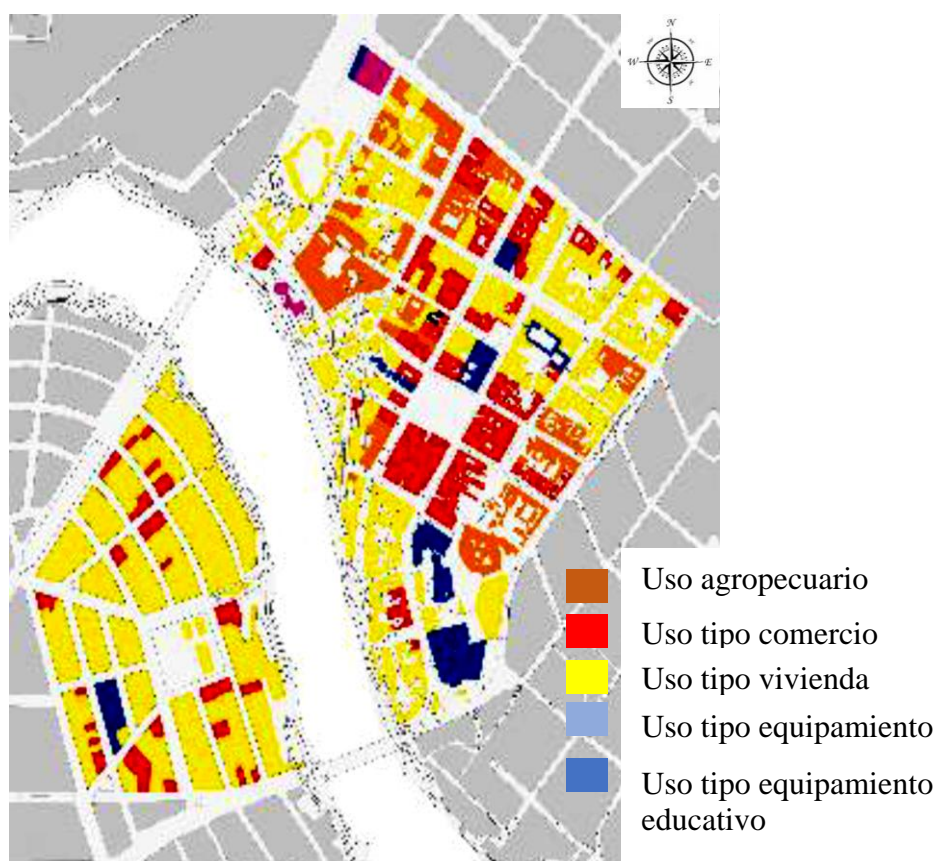 N
W E
S
Uso agropecuario
Uso tipo comercio
Uso tipo vivienda
Uso tipo equipamiento
Uso tipo equipamiento
educativo